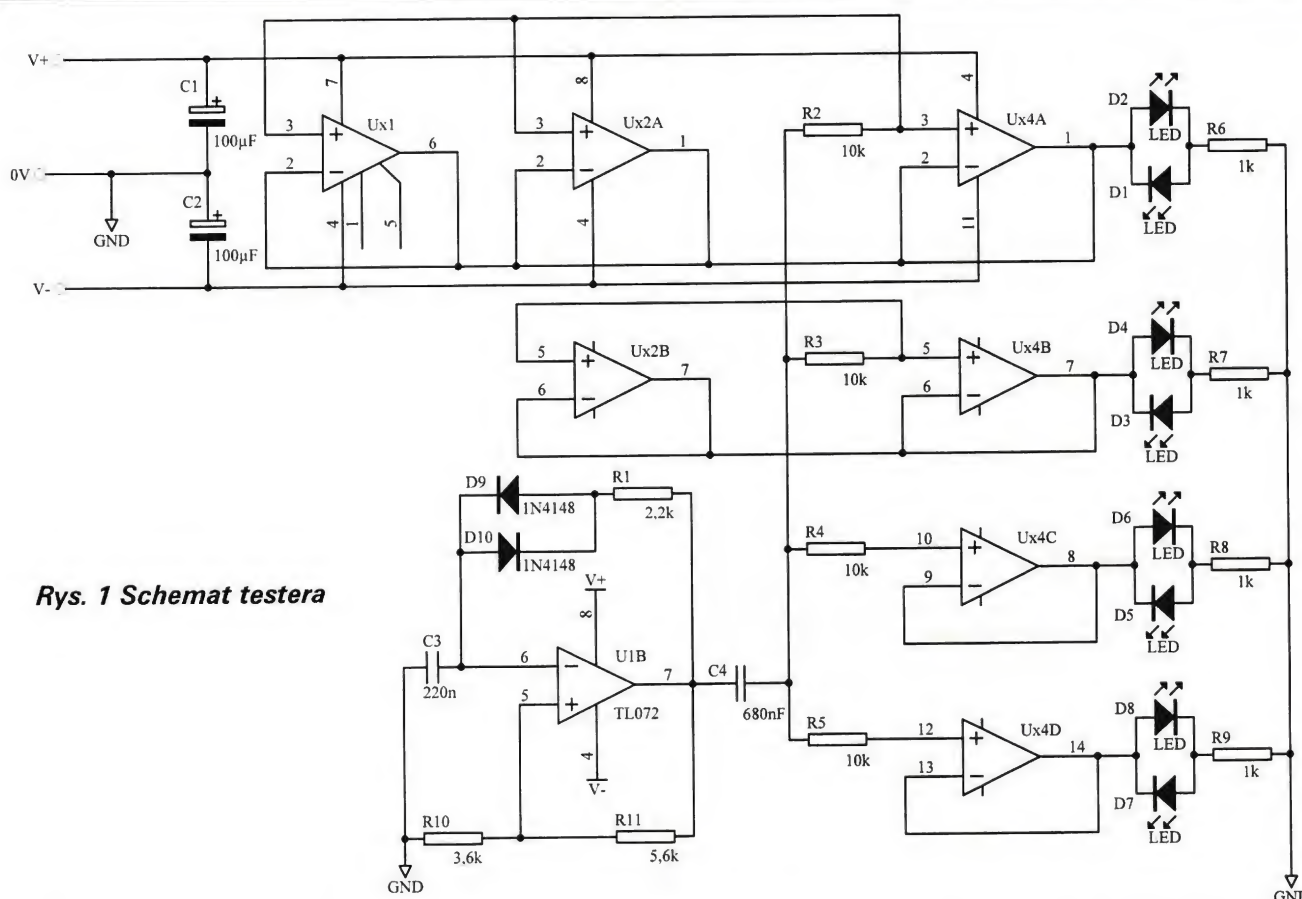 V+
C1
100µF
0V
GND
C2
100µF
V-
7
3
2
Ux1
6
4
1
5
8
3
2
Ux2A
1
4
R2
10k
4
3
2
Ux4A
1
11
D2
LED
D1
LED
R6
1k
5
6
Ux2B
7
R3
10k
5
6
Ux4B
7
D4
LED
D3
LED
R7
1k
D9
1N4148
D10
1N4148
R1
2,2k
R4
10k
10
9
Ux4C
8
D6
LED
D5
LED
R8
1k
Rys. 1 Schemat testera
C3
220n
V+
8
6
5
U1B
7
TL072
4
V-
C4
680nF
R5
10k
12
13
Ux4D
14
D8
LED
D7
LED
R9
1k
R10
3,6k
R11
5,6k
GND
GND